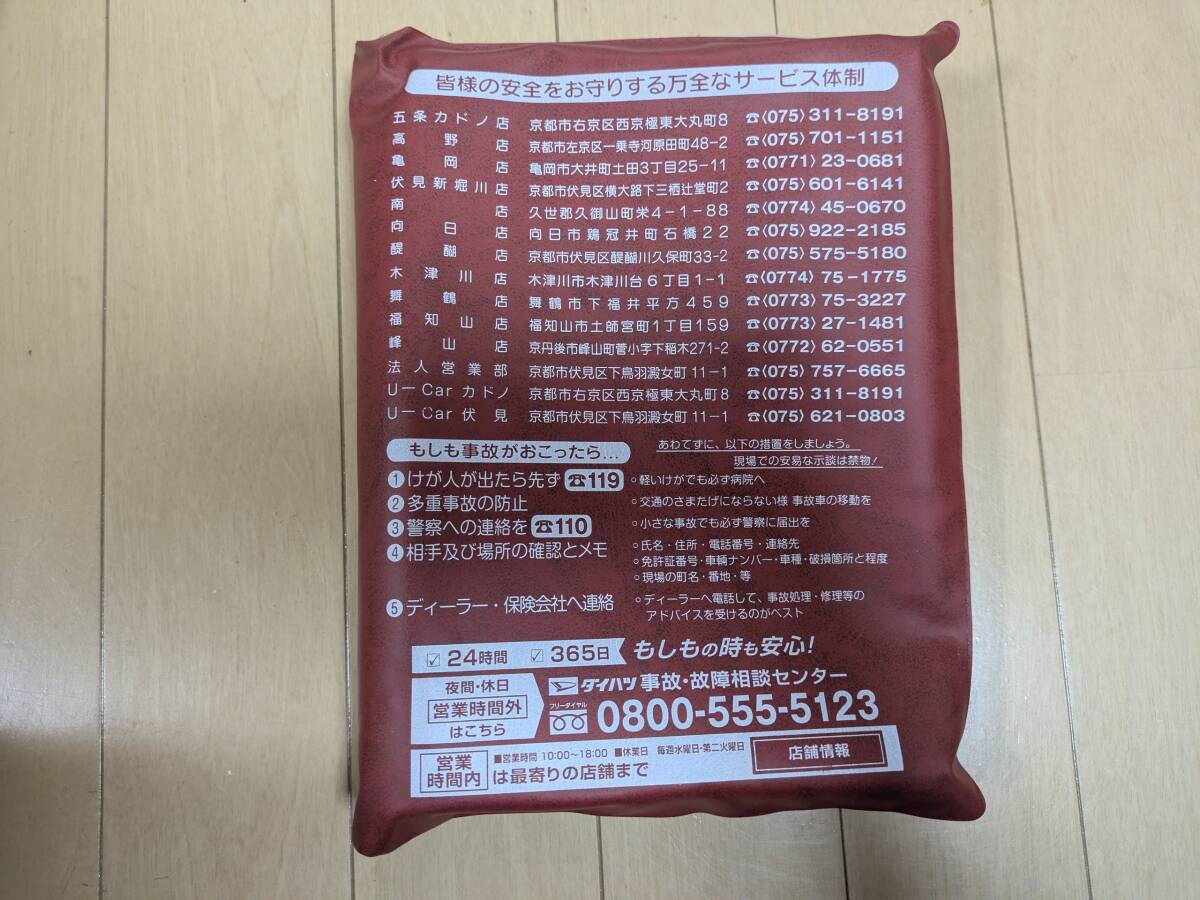 皆様の安全をお守りする万全なサービス体制
五条カドノ店 京都市右京区西京極東大丸町8 ☎(075)311-8191
高野店 京都市左京区一乗寺河原田町48-2 ☎(075)701-1151
亀岡店 亀岡市大井町土田3丁目25-11 ☎(0771)23-0681
伏見新堀川店 京都市伏見区横大路下三栖辻堂町2 ☎(075)601-6141
南店 久世郡久御山町栄4-1-88 ☎(0774)45-0670
向日店 向日市鶏冠井町石橋22 ☎(075)922-2185
醍醐店 京都市伏見区醍醐川久保町33-2 ☎(075)575-5180
木津川店 木津川市木津川台6丁目1-1 ☎(0774)75-1775
舞鶴店 舞鶴市下福井平方459 ☎(0773)75-3227
福知山店 福知山市土師宮町1丁目159 ☎(0773)27-1481
峰山店 京丹後市峰山町菅小字下稲木271-2 ☎(0772)62-0551
法人営業部 京都市伏見区下鳥羽澱女町11-1 ☎(075)757-6665
U-Carカドノ 京都市右京区西京極東大丸町8 ☎(075)311-8191
U-Car伏見 京都市伏見区下鳥羽澱女町11-1 ☎(075)621-0803
もしも事故がおこったら… あわてずに、以下の措置をしましょう。
現場での安易な示談は禁物!
①けが人が出たら先ず ☎119 ○軽いけがでも必ず病院へ
②多重事故の防止 ○交通のさまたげにならない様 事故車の移動を
③警察への連絡を ☎110 ○小さな事故でも必ず警察に届出を
④相手及び場所の確認とメモ ○氏名・住所・電話番号・連絡先
○免許証番号・車輌ナンバー・車種・破損箇所と程度
○現場の町名・番地・等
⑤ディーラー・保険会社へ連絡 ○ディーラーへ電話して、事故処理・修理等の
アドバイスを受けるのがベスト
☑24時間 ☑365日 もしもの時も安心!
夜間・休日 ダイハツ 事故・故障相談センター
営業時間外 フリーダイヤル 0800-555-5123
はこちら
営業時間内 ■営業時間 10:00〜18:00 ■休業日 毎週水曜日・第二火曜日 店舗情報
は最寄りの店舗まで